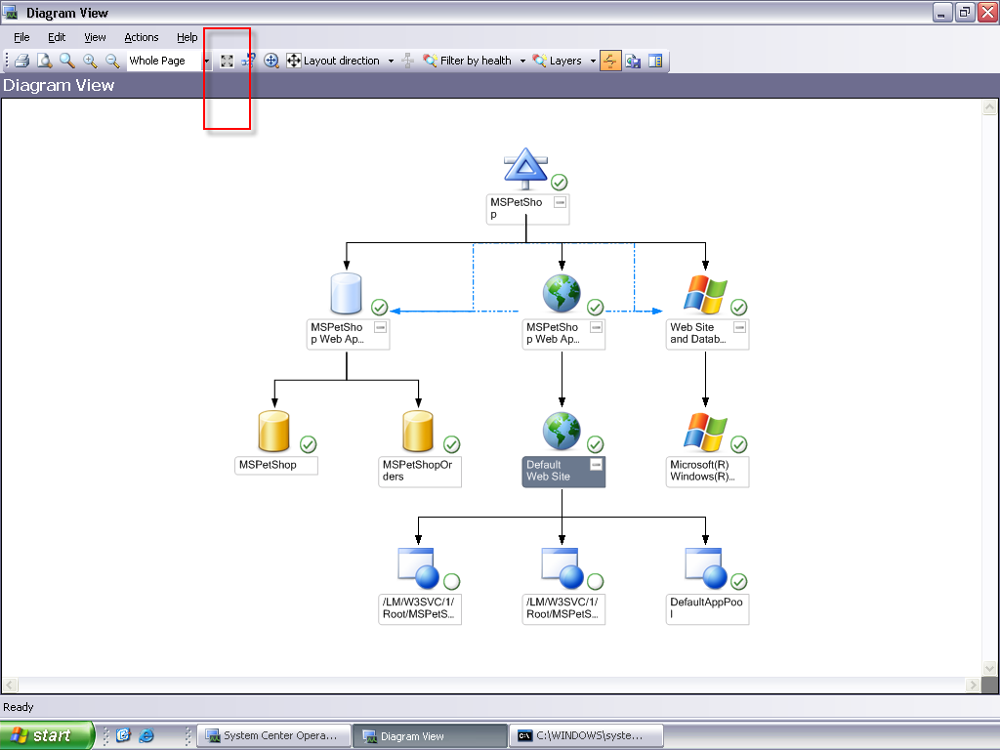 Diagram View
File Edit View Actions Help
Whole Page Layout direction Filter by health Layers
Diagram View
MSPetSho
p
MSPetSho
p Web Ap...
MSPetSho
p Web Ap...
Web Site
and Datab...
MSPetShop
MSPetShopOr
ders
Default
Web Site
Microsoft(R)
Windows(R)...
/LM/W3SVC/1/
Root/MSPetS...
/LM/W3SVC/1/
Root/MSPetS...
DefaultAppPoo
l
Ready
start System Center Opera... Diagram View C:\WINDOWS\syste...